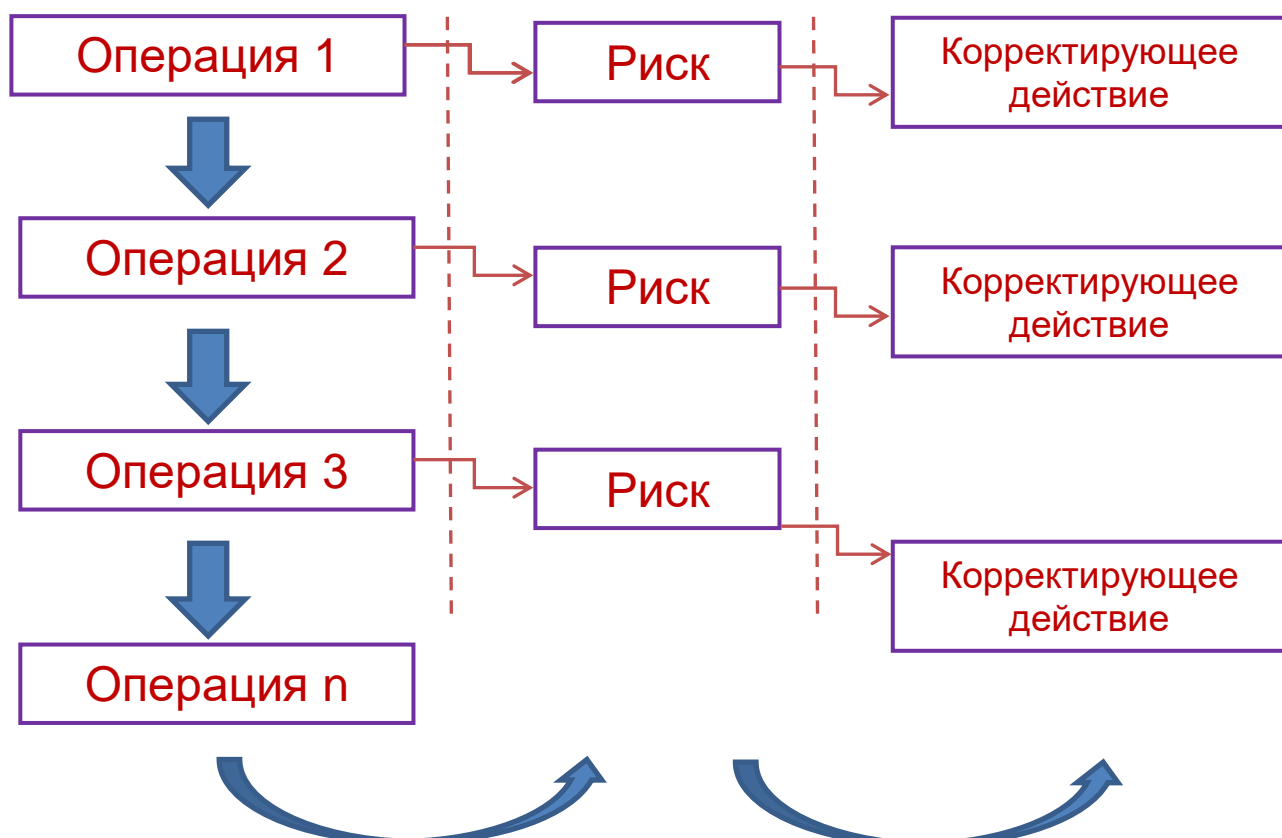 Операция 1
Риск
Корректирующее
действие
Операция 2
Риск
Корректирующее
действие
Операция 3
Риск
Корректирующее
действие
Операция n